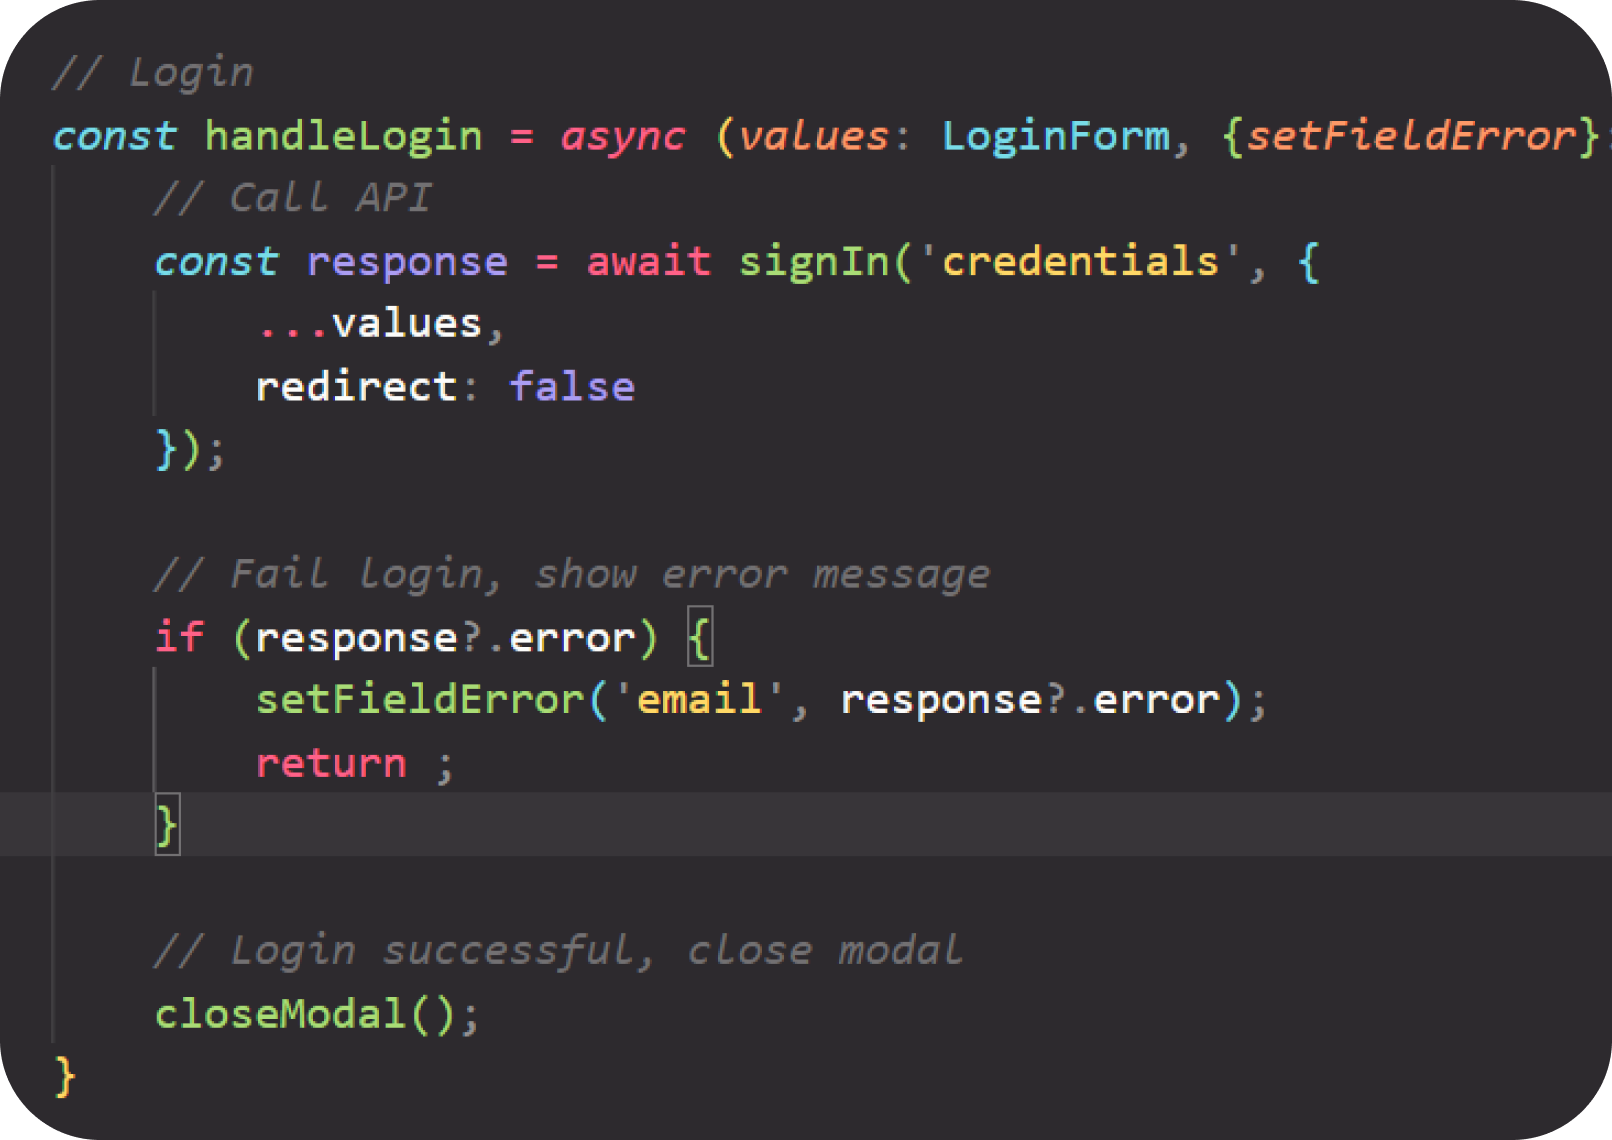 // Login
const handleLogin = async (values: LoginForm, {setFieldError}:
// Call API
const response = await signIn('credentials', {
...values,
redirect: false
});
// Fail login, show error message
if (response?.error) {
setFieldError('email', response?.error);
return ;
}
// Login successful, close modal
closeModal();
}